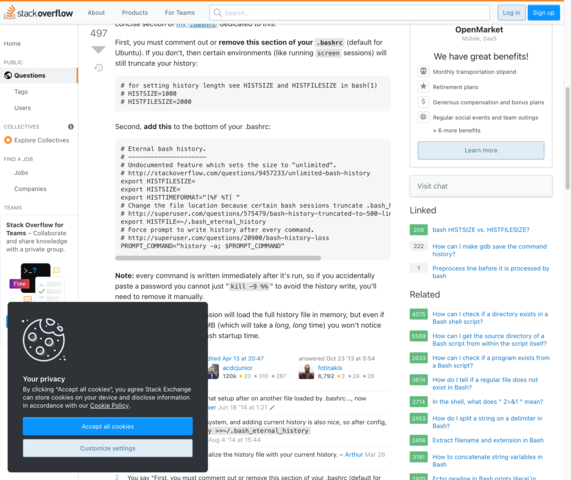 stackoverflow
About
Products
For Teams
Search...
Log in
Sign up
Home
PUBLIC
Questions
Tags
Users
COLLECTIVES
Explore Collectives
FIND A JOB
Jobs
Companies
TEAMS
Stack Overflow for
Teams – Collaborate
and share knowledge
with a private group.
>_?
Free
497
concise section of my .bashrc dedicated to this:
First, you must comment out or remove this section of your .bashrc (default for
Ubuntu). If you don't, then certain environments (like running screen sessions) will
still truncate your history:
# for setting history length see HISTSIZE and HISTFILESIZE in bash(1)
# HISTSIZE=1000
# HISTFILESIZE=2000
Second, add this to the bottom of your .bashrc:
# Eternal bash history.
# ---------------------
# Undocumented feature which sets the size to "unlimited".
# http://stackoverflow.com/questions/9457233/unlimited-bash-history
export HISTFILESIZE=
export HISTSIZE=
export HISTTIMEFORMAT="[%F %T] "
# Change the file location because certain bash sessions truncate .bash_h
# http://superuser.com/questions/575479/bash-history-truncated-to-500-lin
export HISTFILE=~/.bash_eternal_history
# Force prompt to write history after every command.
# http://superuser.com/questions/20900/bash-history-loss
PROMPT_COMMAND="history -a; $PROMPT_COMMAND"
Note: every command is written immediately after it's run, so if you accidentally
paste a password you cannot just "kill -9 %%" to avoid the history write, you'll
need to remove it manually.
sion will load the full history file in memory, but even if
MB (which will take a long, long time) you won't notice
sh startup time.
dited Apr 13 at 20:47
acdcjunior
120k 33 319 287
answered Oct 23 '13 at 5:54
fotinakis
6,792 2 24 28
hat setup after on another file loaded by .bashrc..., now
ver Jun 19 '14 at 1:21
system, and adding current history is also nice, so after config,
y >>~/.bash_eternal_history
Aug 4 '14 at 15:44
ialize the history file with your current history. – Arthur Mar 26
2 You say "First, you must comment out or remove this section of your .bashrc (default for
OpenMarket
Mobile, SaaS
We have great benefits!
Monthly transportation stipend
Retirement plans
Generous compensation and bonus plans
Regular social events and team outings
+ 6 more benefits
Learn more
Visit chat
Linked
209 bash HISTSIZE vs. HISTFILESIZE?
222 How can I make gdb save the command
history?
1 Preprocess line before it is processed by
bash
Related
4075 How can I check if a directory exists in a
Bash shell script?
5589 How can I get the source directory of a
Bash script from within the script itself?
2633 How can I check if a program exists from
a Bash script?
3674 How do I tell if a regular file does not
exist in Bash?
2714 In the shell, what does " 2>&1 " mean?
2453 How do I split a string on a delimiter in
Bash?
2456 Extract filename and extension in Bash
3181 How to concatenate string variables in
Bash
Echo newline in Bash prints literal \n
Your privacy
By clicking "Accept all cookies", you agree Stack Exchange
can store cookies on your device and disclose information
in accordance with our Cookie Policy.
Accept all cookies
Customize settings